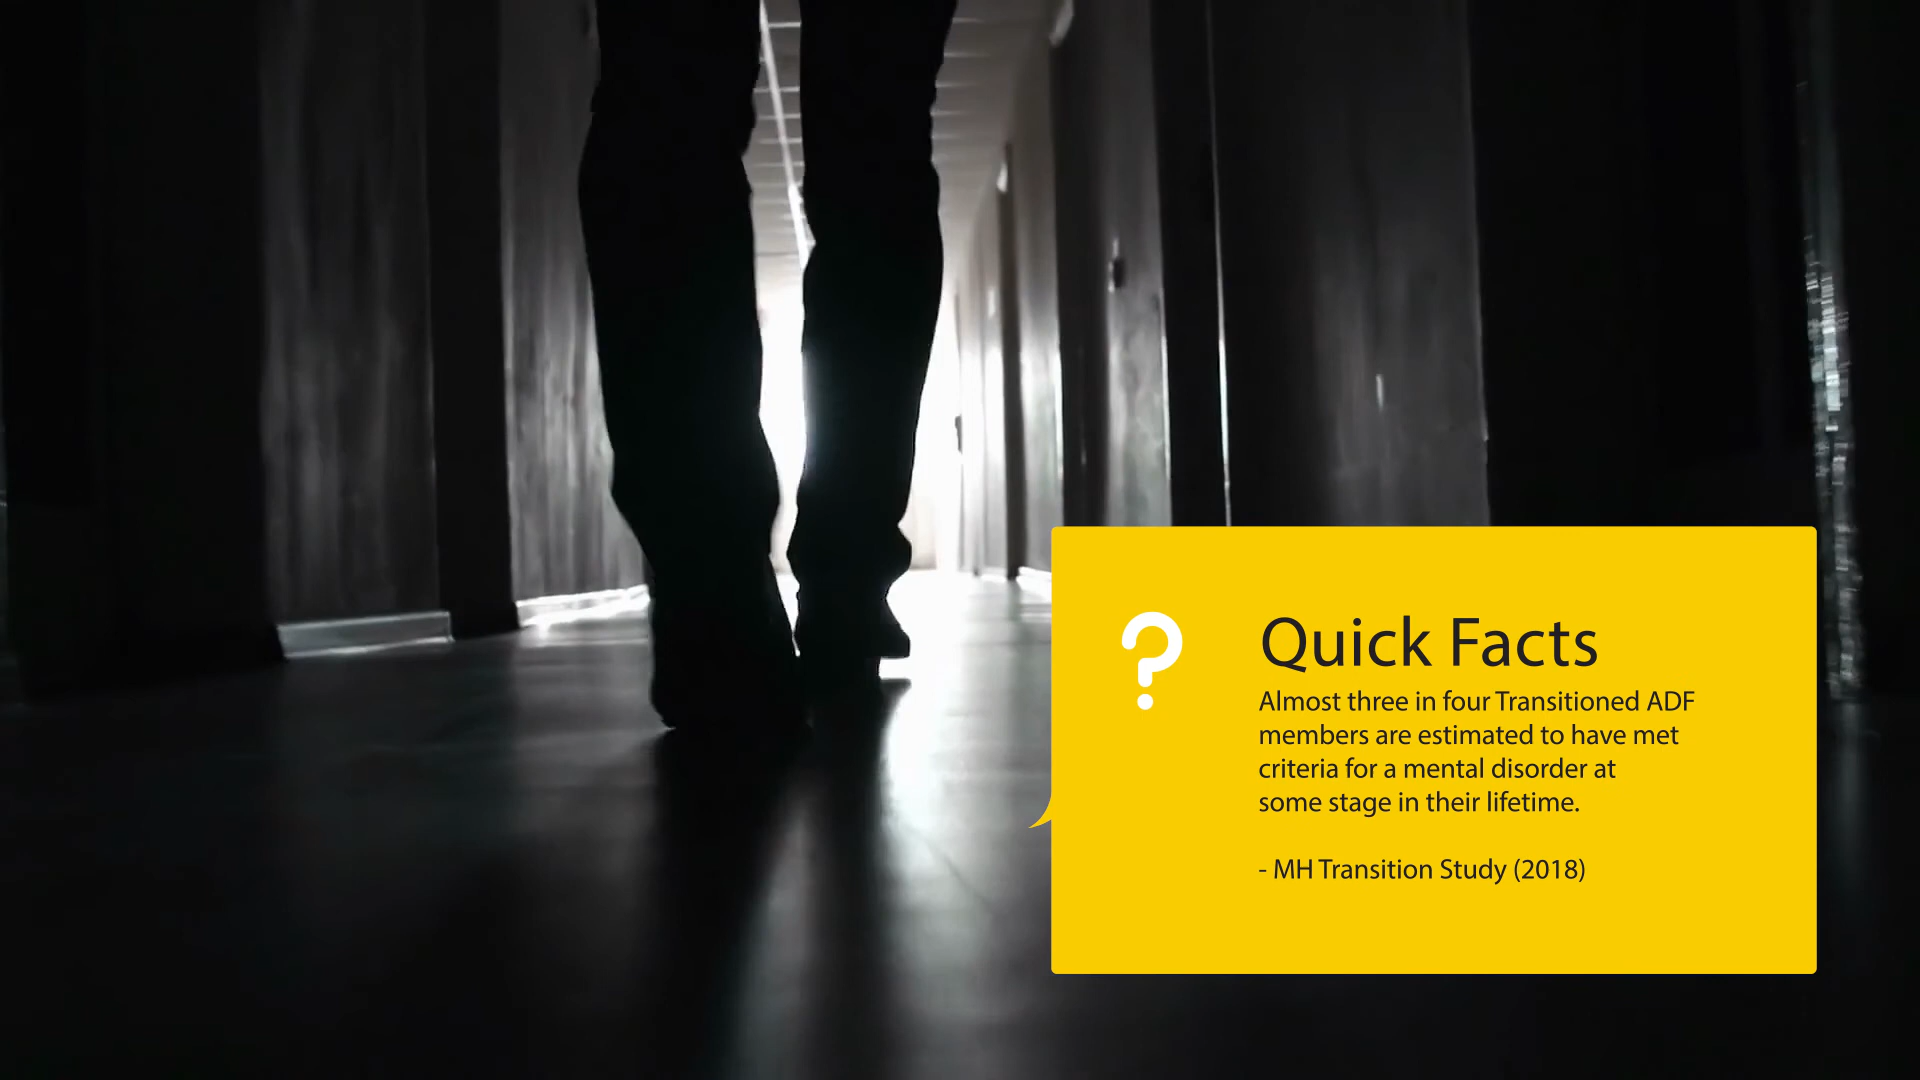 ?
Quick Facts
Almost three in four Transitioned ADF
members are estimated to have met
criteria for a mental disorder at
some stage in their lifetime.
- MH Transition Study (2018)